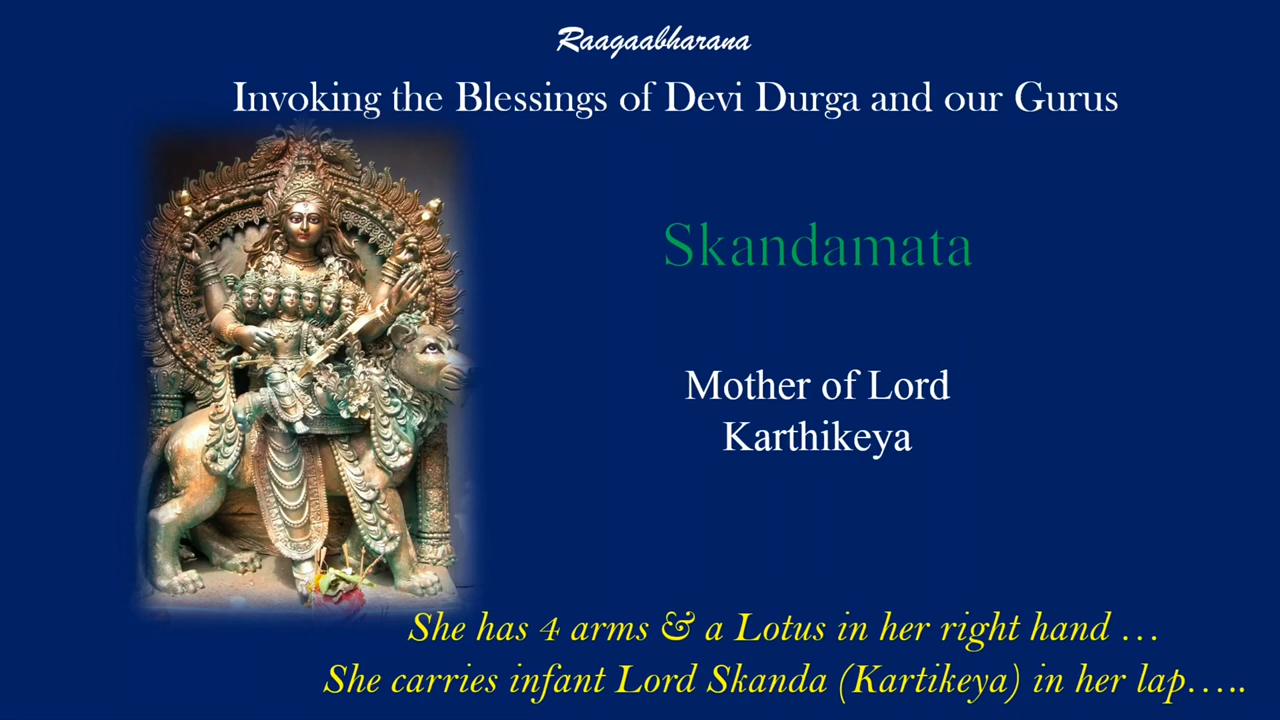 Raagaabharana
Invoking the Blessings of Devi Durga and our Gurus
Skandamata
Mother of Lord
Karthikeya
She has 4 arms & a Lotus in her right hand …
She carries infant Lord Skanda (Kartikeya) in her lap…..